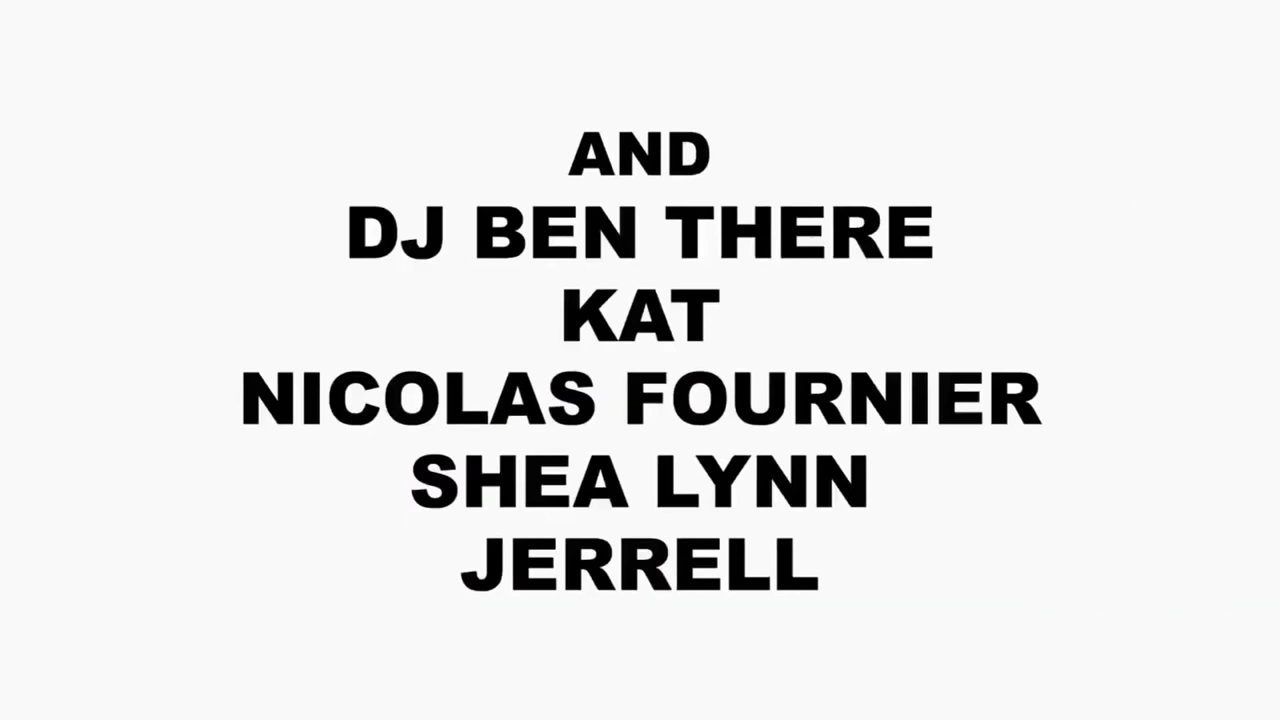 AND
DJ BEN THERE
KAT
NICOLAS FOURNIER
SHEA LYNN
JERRELL